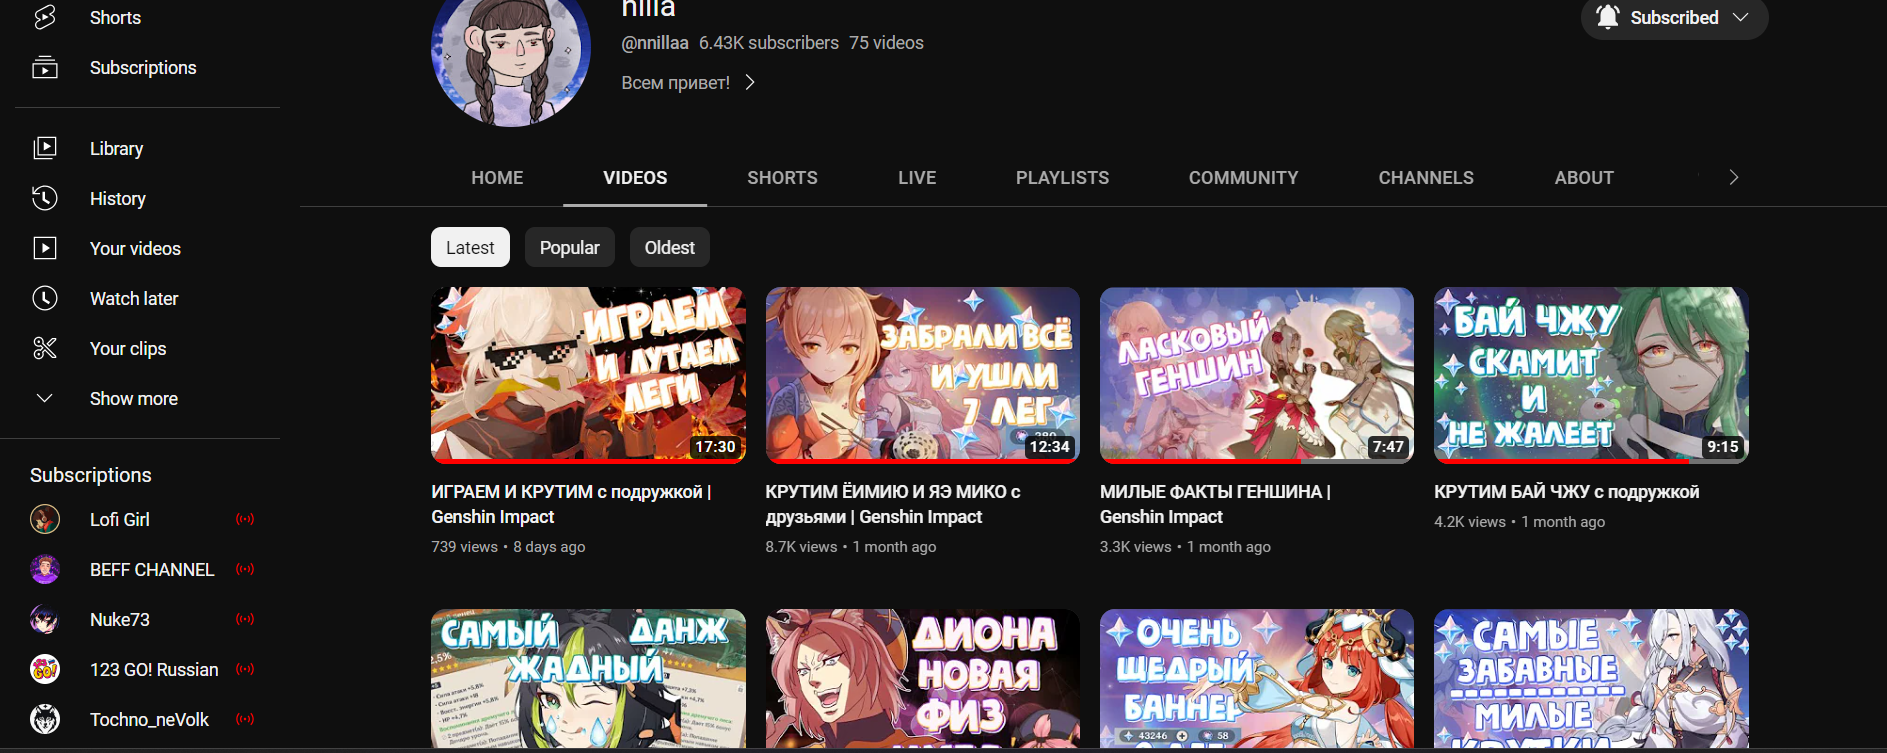 Shorts
Subscriptions
Library
History
Your videos
Watch later
Your clips
Show more
Subscriptions
Lofi Girl
BEFF CHANNEL
Nuke73
123 GO! Russian
Tochno_neVolk
nilla
@nnillaa 6.43K subscribers 75 videos
Всем привет!
Subscribed
HOME VIDEOS SHORTS LIVE PLAYLISTS COMMUNITY CHANNELS ABOUT
Latest Popular Oldest
ИГРАЕМ
И ЛУТАЕМ
ЛЕГИ
17:30
ИГРАЕМ И КРУТИМ с подружкой |
Genshin Impact
739 views • 8 days ago
ЗАБРАЛИ ВСЁ
И УШЛИ
7 ЛЕГ
12:34
КРУТИМ ЁИМИЮ И ЯЭ МИКО с
друзьями | Genshin Impact
8.7K views • 1 month ago
ЛАСКОВЫЙ
ГЕНШИН
7:47
МИЛЫЕ ФАКТЫ ГЕНШИНА |
Genshin Impact
3.3K views • 1 month ago
БАЙ ЧЖУ
СКАМИТ
И
НЕ ЖАЛЕЕТ
9:15
КРУТИМ БАЙ ЧЖУ с подружкой
4.2K views • 1 month ago
САМЫЙ ДАНЖ
ЖАДНЫЙ
ДИОНА
НОВАЯ
ФИЗ
ОЧЕНЬ
ЩЕДРЫЙ
БАННЕР
43246 58
САМЫЕ
ЗАБАВНЫЕ
МИЛЫЕ
КРУТКИ